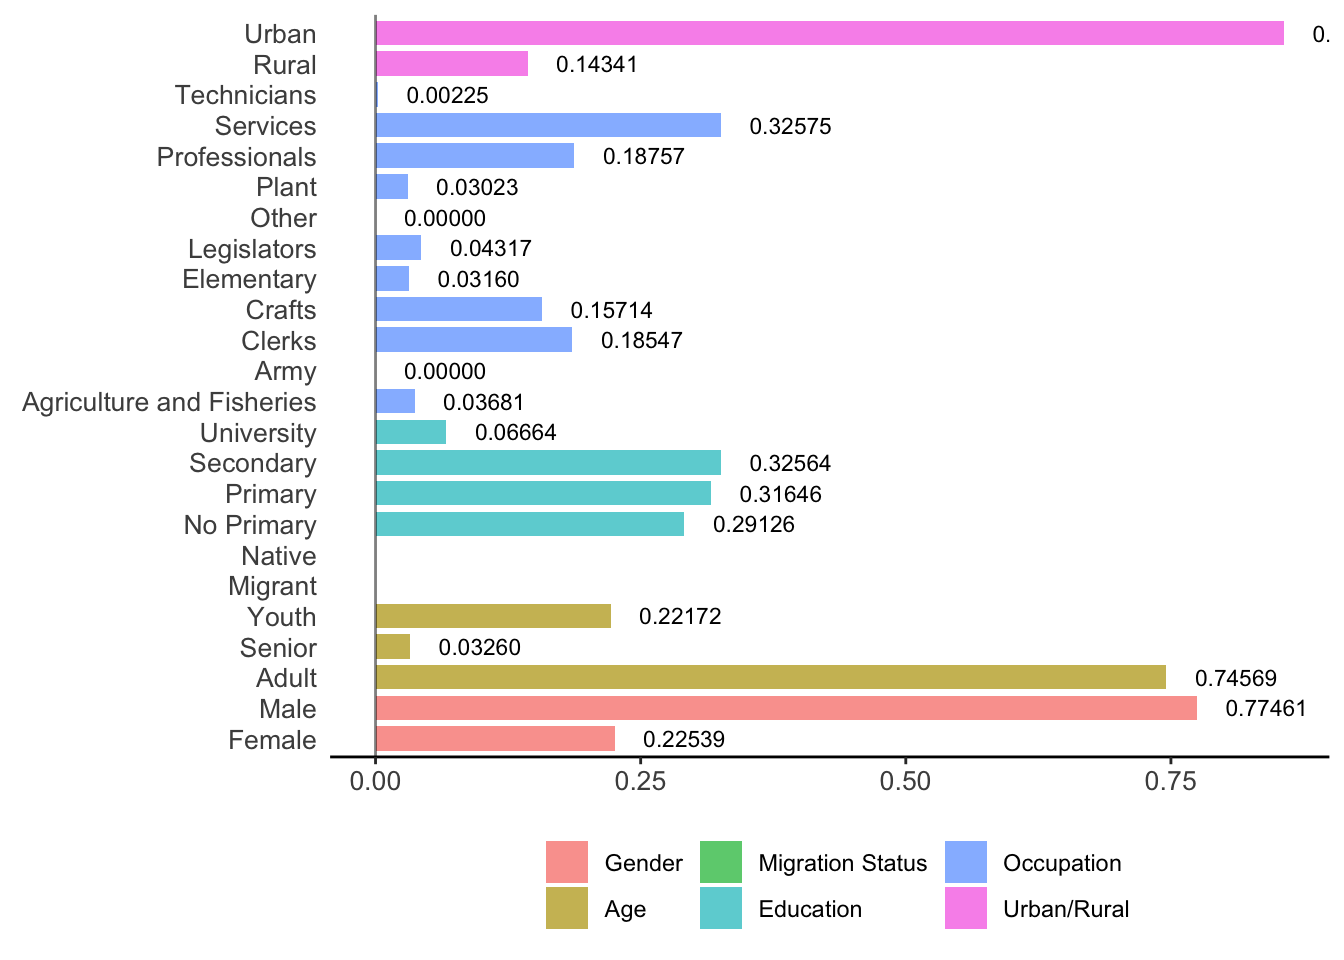 Urban 0.
Rural 0.14341
Technicians 0.00225
Services 0.32575
Professionals 0.18757
Plant 0.03023
Other 0.00000
Legislators 0.04317
Elementary 0.03160
Crafts 0.15714
Clerks 0.18547
Army 0.00000
Agriculture and Fisheries 0.03681
University 0.06664
Secondary 0.32564
Primary 0.31646
No Primary 0.29126
Native
Migrant
Youth 0.22172
Senior 0.03260
Adult 0.74569
Male 0.77461
Female 0.22539
0.00 0.25 0.50 0.75
Gender Migration Status Occupation
Age Education Urban/Rural